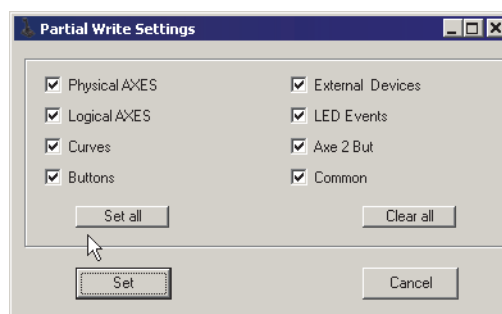 Partial Write Settings
Physical AXES
External Devices
Logical AXES
LED Events
Curves
Axe 2 But
Buttons
Common
Set all
Clear all
Set
Cancel